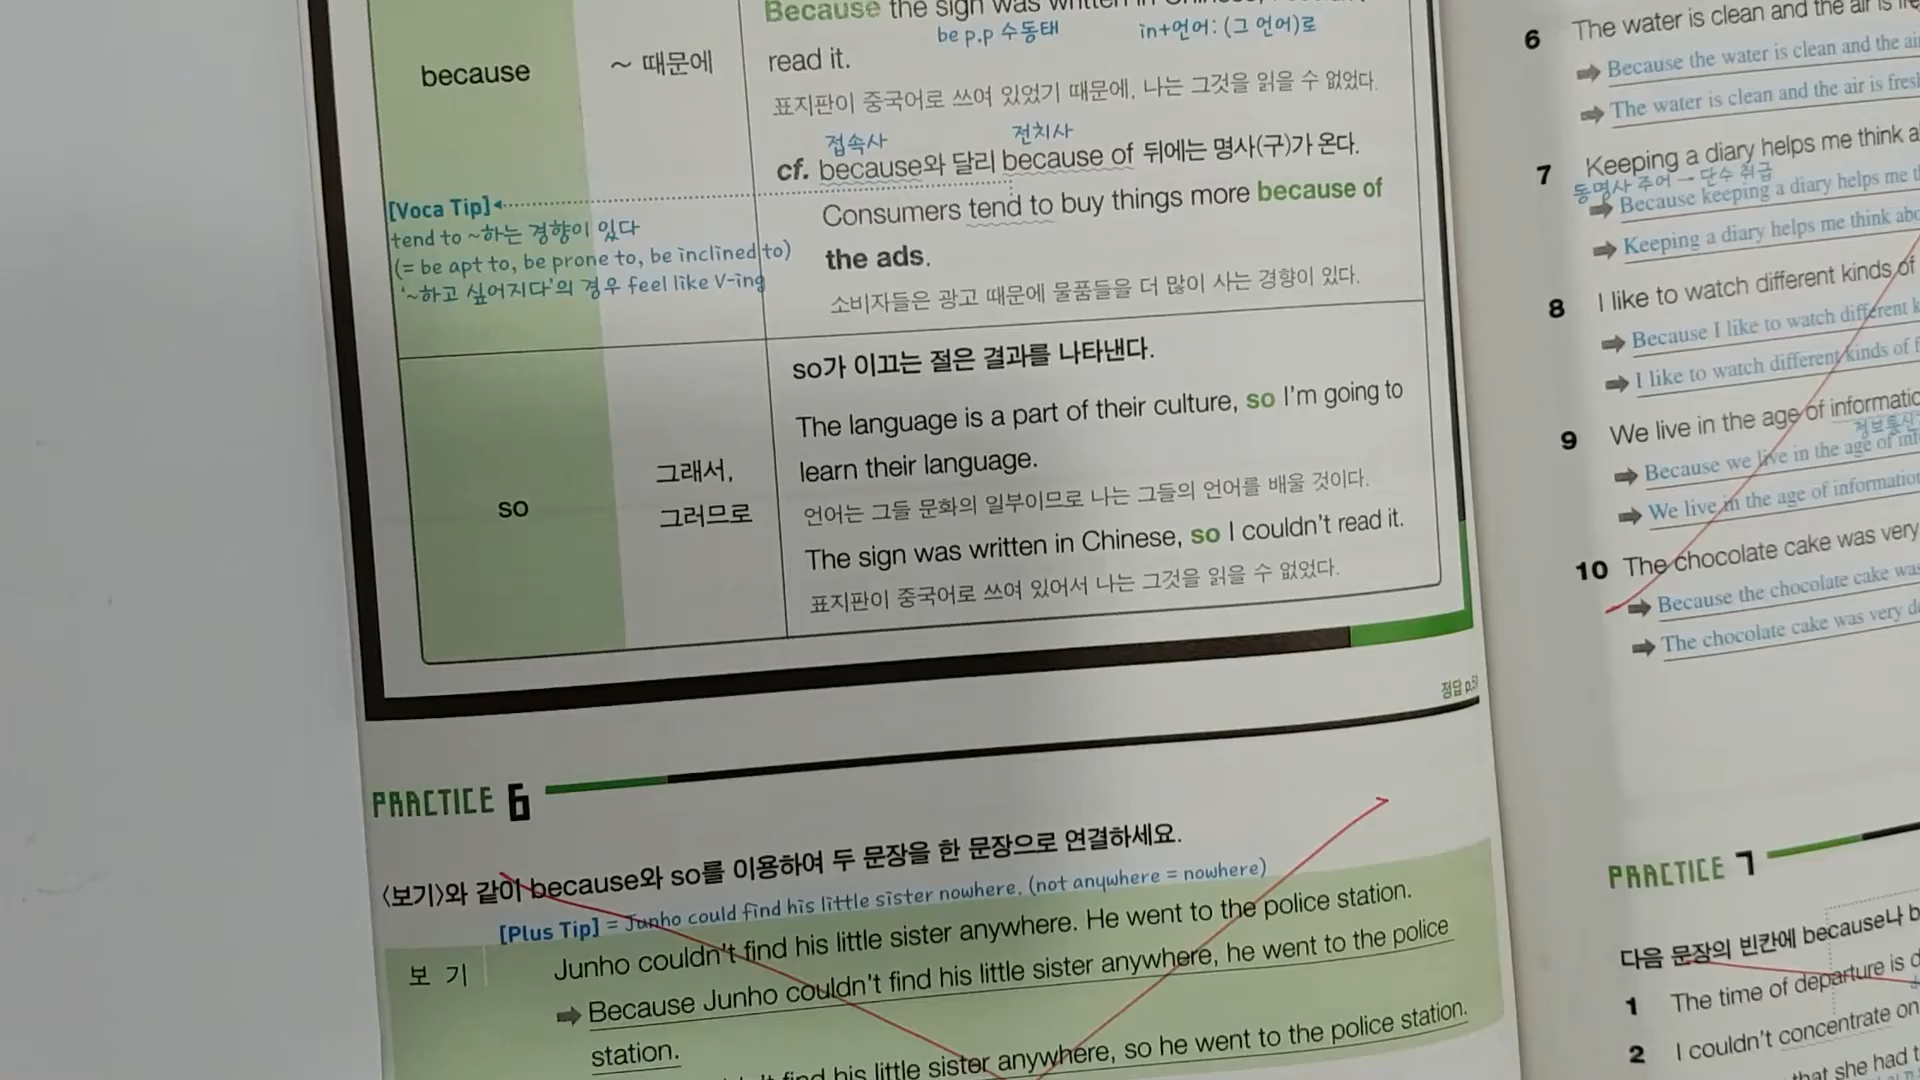 Because the sign was written in Chinese,
be p.p 수동태
in+언어: (그 언어)로
because
~ 때문에
read it.
표지판이 중국어로 쓰여 있었기 때문에, 나는 그것을 읽을 수 없었다.
접속사
전치사
cf. because와 달리 because of 뒤에는 명사(구)가 온다.
[Voca Tip]
tend to ~하는 경향이 있다
(= be apt to, be prone to, be inclined to)
'~하고 싶어지다'의 경우 feel like V-ing
Consumers tend to buy things more because of
the ads.
소비자들은 광고 때문에 물품들을 더 많이 사는 경향이 있다.
so
그래서,
그러므로
so가 이끄는 절은 결과를 나타낸다.
The language is a part of their culture, so I'm going to
learn their language.
언어는 그들 문화의 일부이므로 나는 그들의 언어를 배울 것이다.
The sign was written in Chinese, so I couldn't read it.
표지판이 중국어로 쓰여 있어서 나는 그것을 읽을 수 없었다.
정답 p.51
PRACTICE 6
<보기>와 같이 because와 so를 이용하여 두 문장을 한 문장으로 연결하세요.
[Plus Tip] = Junho could find his little sister nowhere. (not anywhere = nowhere)
보 기
Junho couldn't find his little sister anywhere. He went to the police station.
➡ Because Junho couldn't find his little sister anywhere, he went to the police
station.
find his little sister anywhere, so he went to the police station.
6 The water is clean and the air is
➡ Because the water is clean and the air
➡ The water is clean and the air is
7 Keeping a diary helps me think
동명사 주어 → 단수 취급
➡ Because keeping a diary helps me
➡ Keeping a diary helps me think
8 I like to watch different kinds of
➡ Because I like to watch different
➡ I like to watch different kinds of
9 We live in the age of
정보통신
➡ Because we live in the age of
➡ We live in the age of
10 The chocolate cake was very
➡ Because the chocolate cake
➡ The chocolate cake was very
PRACTICE 7
다음 문장의 빈칸에 because나
1 The time of departure is
2 I couldn't concentrate on
that she had